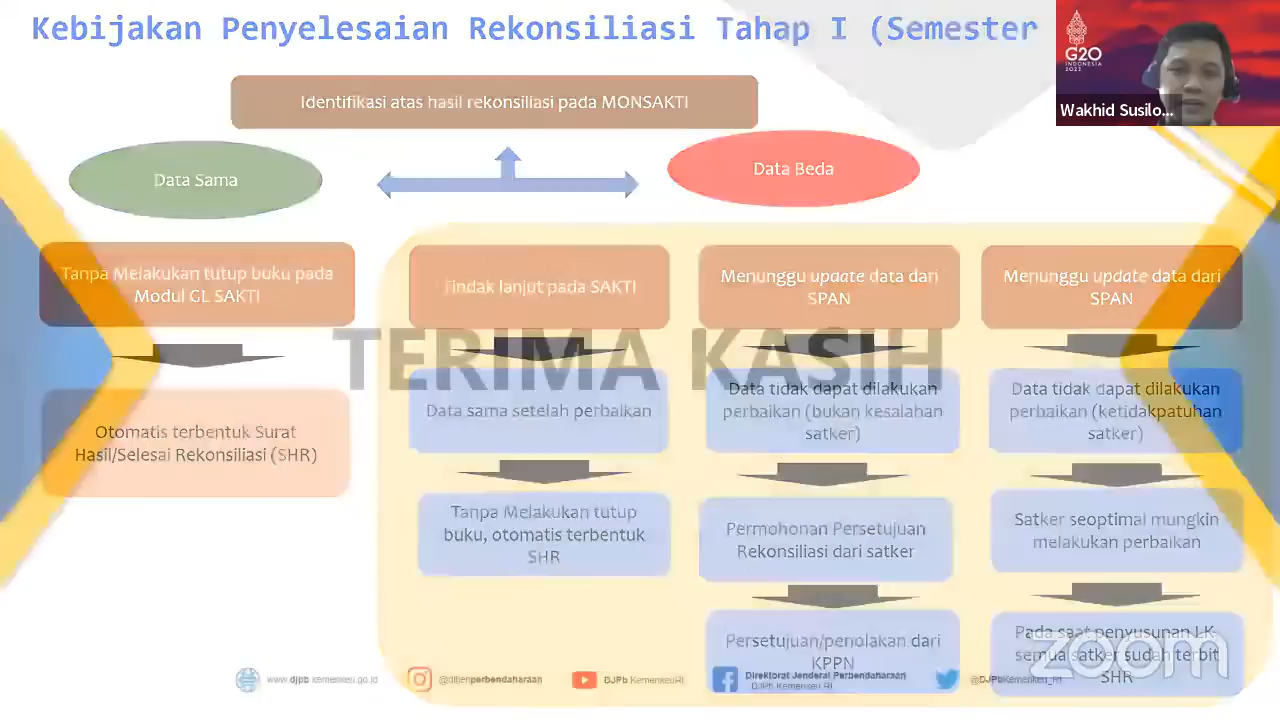 Kebijakan Penyelesaian Rekonsiliasi Tahap I (Semester
G20
INDONESIA
2022
Wakhid Susilo...
Identifikasi atas hasil rekonsiliasi pada MONSAKTI
Data Sama
Data Beda
Tanpa Melakukan tutup buku pada
Modul GL SAKTI
Otomatis terbentuk Surat
Hasil/Selesai Rekonsiliasi (SHR)
Tindak lanjut pada SAKTI
Data sama setelah perbaikan
Tanpa Melakukan tutup
buku, otomatis terbentuk
SHR
Menunggu update data dari
SPAN
Data tidak dapat dilakukan
perbaikan (bukan kesalahan
satker)
Permohonan Persetujuan
Rekonsiliasi dari satker
Persetujuan/penolakan dari
KPPN
Menunggu update data dari
SPAN
Data tidak dapat dilakukan
perbaikan (ketidakpatuhan
satker)
Satker seoptimal mungkin
melakukan perbaikan
Pada saat penyusunan LK
semua satker sudah terbit
SHR
TERIMA KASIH
www.djpb.kemenkeu.go.id
@ditjenperbendaharaan
DJPb KemenkeuRI
Direktorat Jenderal Perbendaharaan
DJPb Kemenkeu RI
@DJPbKemenkeu_RI
zoom